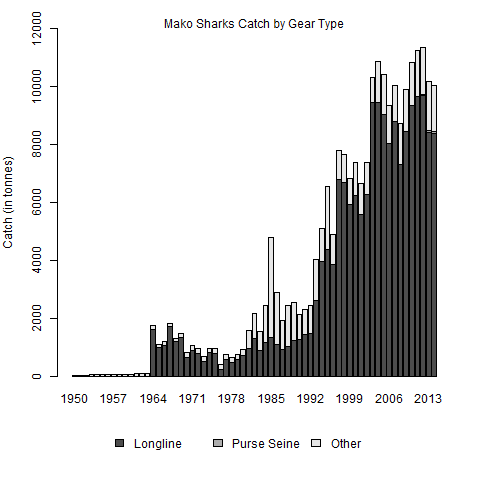 Mako Sharks Catch by Gear Type
Catch (in tonnes)
12000
10000
8000
6000
4000
2000
0
1950 1957 1964 1971 1978 1985 1992 1999 2006 2013
Longline Purse Seine Other